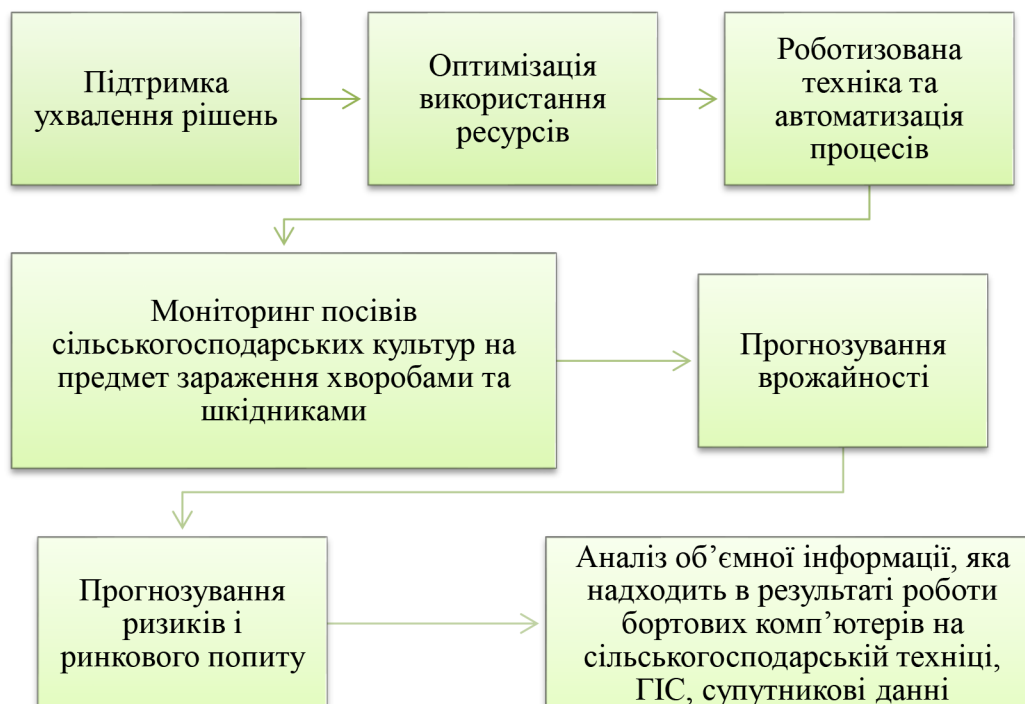 Підтримка
ухвалення рішень
Оптимізація
використання
ресурсів
Роботизована
техніка та
автоматизація
процесів
Моніторинг посівів
сільськогосподарських культур на
предмет зараження хворобами та
шкідниками
Прогнозування
врожайності
Прогнозування
ризиків і
ринкового попиту
Аналіз об’ємної інформації, яка
надходить в результаті роботи
бортових комп’ютерів на
сільськогосподарській техніці,
ГІС, супутникові данні